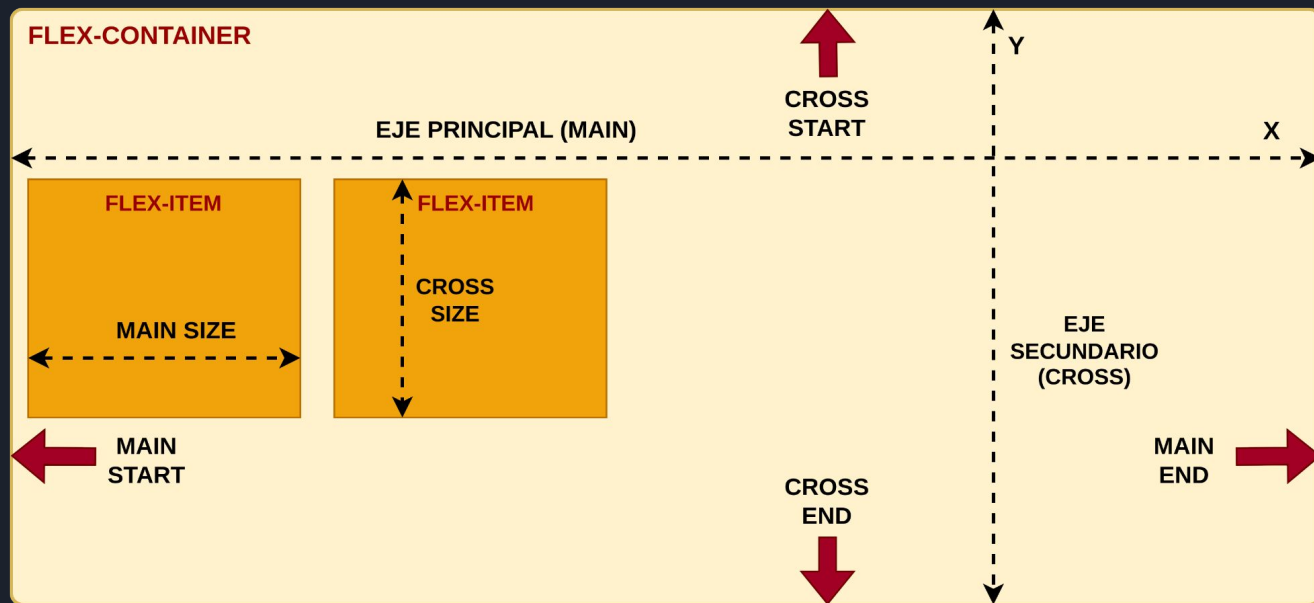 FLEX-CONTAINER
Y
CROSS
START
EJE PRINCIPAL (MAIN)
X
FLEX-ITEM
FLEX-ITEM
CROSS
SIZE
MAIN SIZE
EJE
SECUNDARIO
(CROSS)
MAIN
START
MAIN
END
CROSS
END